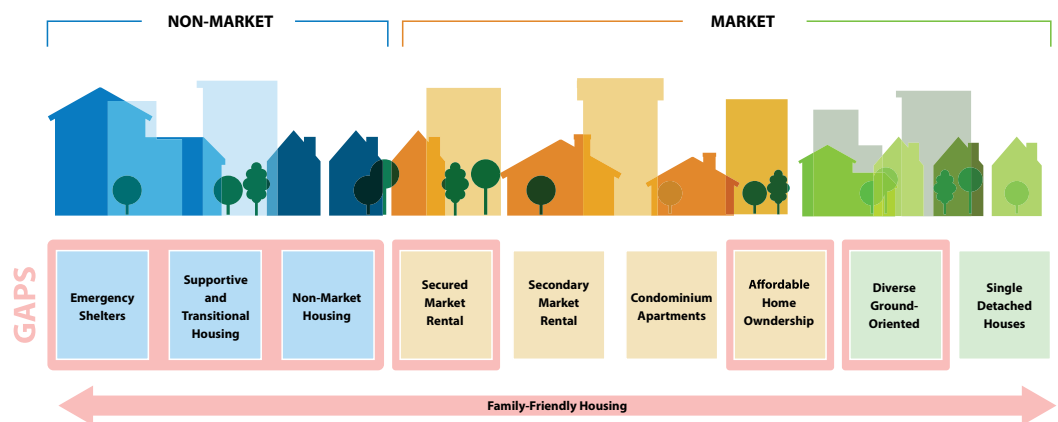 NON-MARKET
MARKET
GAPS
Emergency
Shelters
Supportive
and
Transitional
Housing
Non-Market
Housing
Secured
Market
Rental
Secondary
Market
Rental
Condominium
Apartments
Affordable
Home
Owndership
Diverse
Ground-
Oriented
Single
Detached
Houses
Family-Friendly Housing